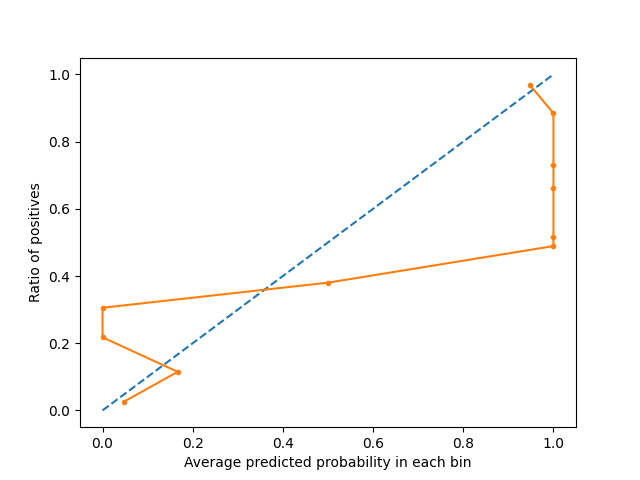 1.0
0.8
0.6
0.4
0.2
0.0
Ratio of positives
0.0 0.2 0.4 0.6 0.8 1.0
Average predicted probability in each bin